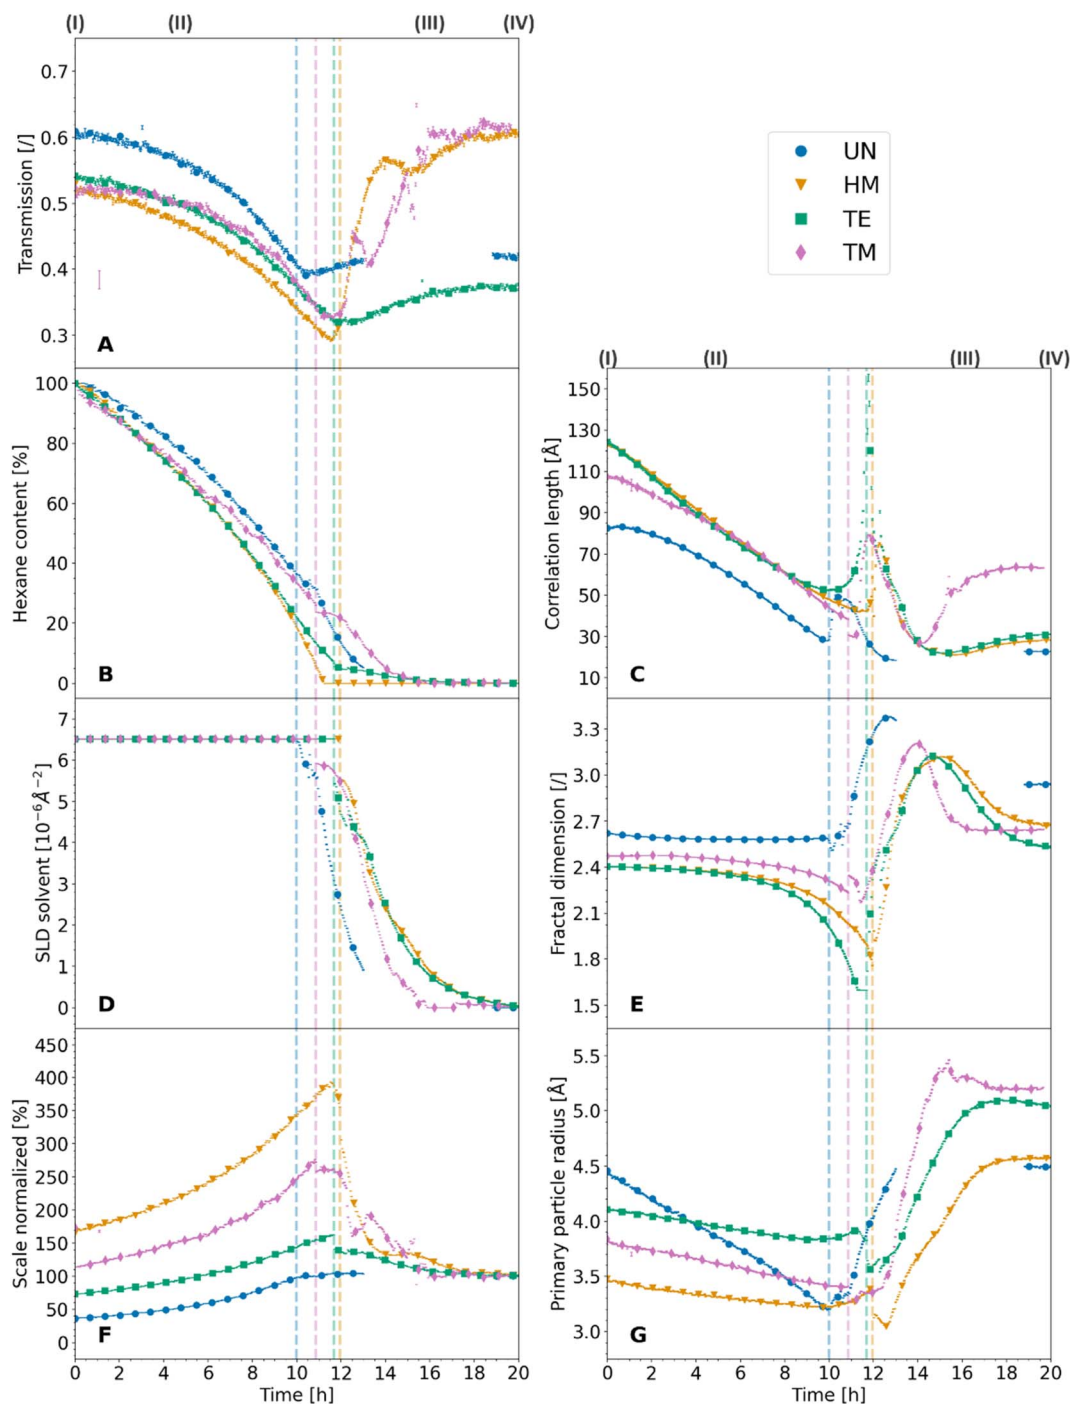 (I) (II) (III) (IV)
0.7
0.6
0.5
0.4
0.3
Transmission [/]
A
UN
HM
TE
TM
100
80
60
40
20
0
Hexane content [%]
B
(I) (II) (III) (IV)
150
130
110
90
70
50
30
10
Correlation length [Å]
C
7
6
5
4
3
2
1
0
SLD solvent [10⁻⁶Å⁻²]
D
3.3
3.0
2.7
2.4
2.1
1.8
1.5
Fractal dimension [/]
E
450
400
350
300
250
200
150
100
50
0
Scale normalized [%]
F
0 2 4 6 8 10 12 14 16 18 20
Time [h]
5.5
5.0
4.5
4.0
3.5
3.0
Primary particle radius [Å]
G
0 2 4 6 8 10 12 14 16 18 20
Time [h]